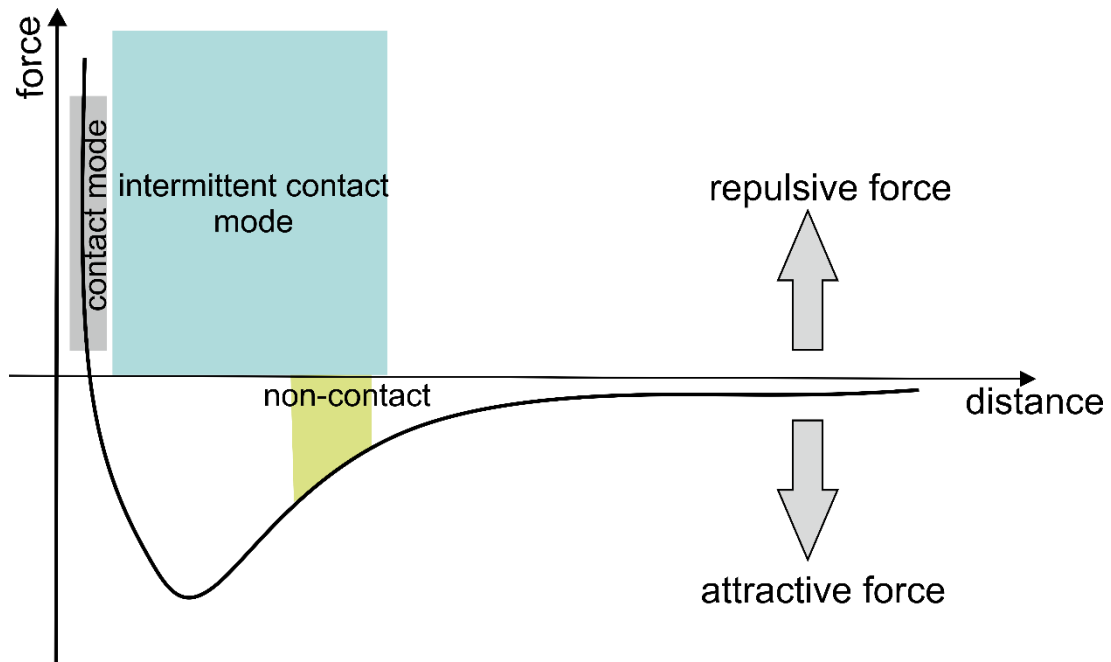 force
contact mode
intermittent contact
mode
repulsive force
non-contact
distance
attractive force